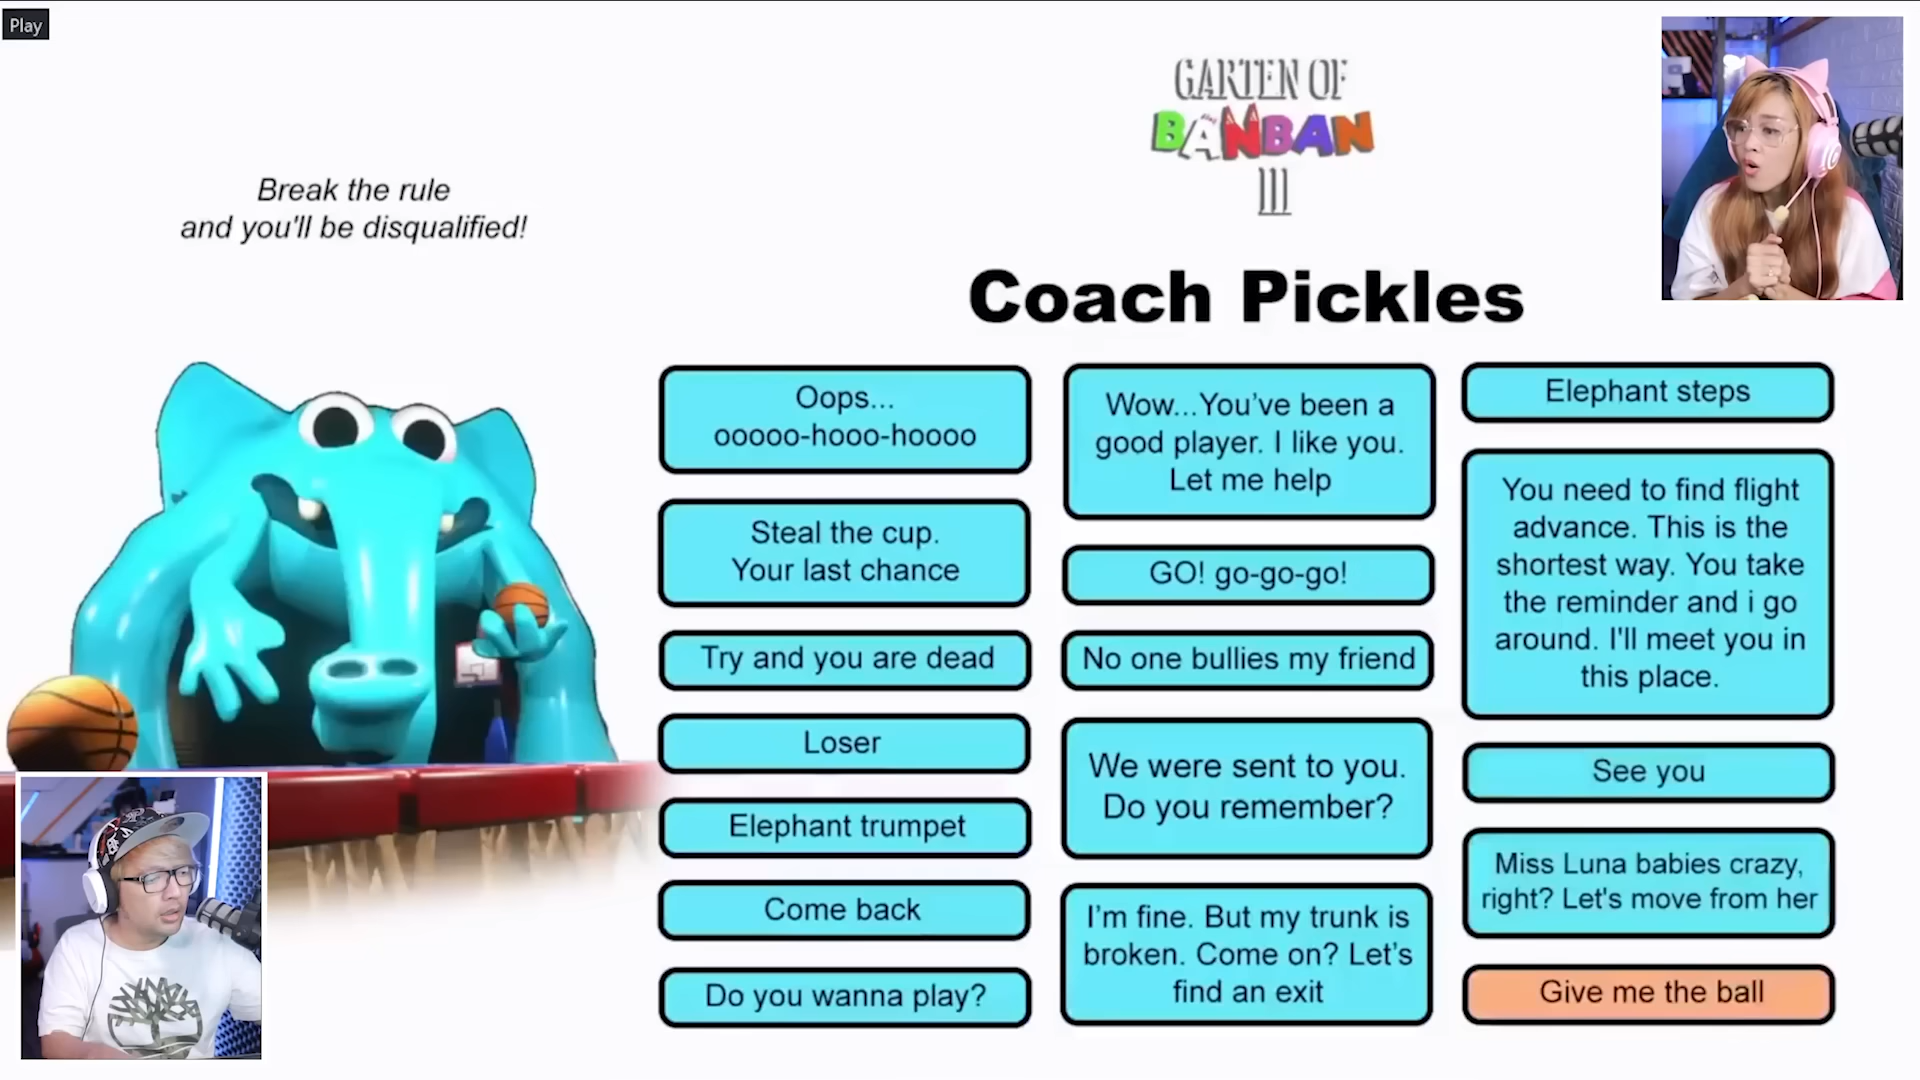 Play
Break the rule
and you'll be disqualified!
GARTEN OF
BANBAN
III
Coach Pickles
Oops...
ooooo-hooo-hoooo
Steal the cup.
Your last chance
Try and you are dead
Loser
Elephant trumpet
Come back
Do you wanna play?
Wow...You've been a
good player. I like you.
Let me help
GO! go-go-go!
No one bullies my friend
We were sent to you.
Do you remember?
I'm fine. But my trunk is
broken. Come on? Let's
find an exit
Elephant steps
You need to find flight
advance. This is the
shortest way. You take
the reminder and i go
around. I'll meet you in
this place.
See you
Miss Luna babies crazy,
right? Let's move from her
Give me the ball